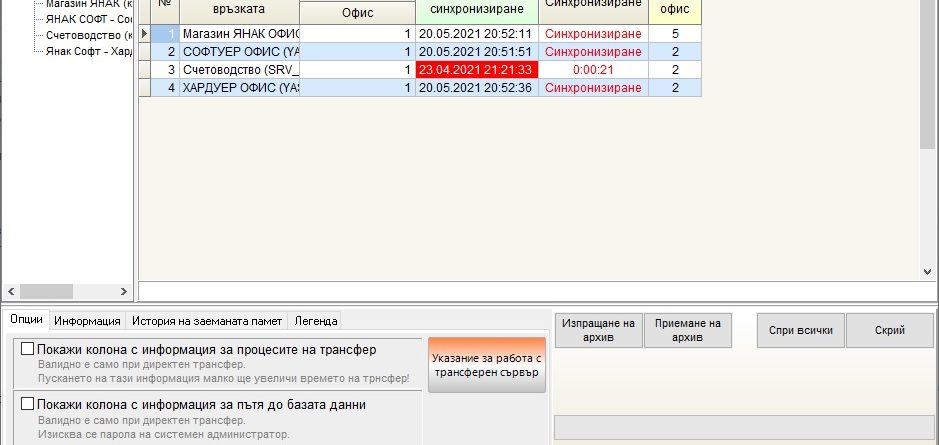 Магазин ЯНАК (к
ЯНАК СОФТ - Соф
Счетоводство (к
Янак Софт - Хард
№ връзката Офис синхронизиране Синхронизиране офис
1 Магазин ЯНАК ОФИС 1 20.05.2021 20:52:11 Синхронизиране 5
2 СОФТУЕР ОФИС (YA 1 20.05.2021 20:51:51 Синхронизиране 2
3 Счетоводство (SRV_ 1 23.04.2021 21:21:33 0:00:21 2
4 ХАРДУЕР ОФИС (YAS 1 20.05.2021 20:52:36 Синхронизиране 2
Опции Информация История на заеманата памет Легенда
Покажи колона с информация за процесите на трансфер
Валидно е само при директен трансфер.
Пускането на тази информация малко ще увеличи времето на трнсфер!
Покажи колона с информация за пътя до базата данни
Валидно е само при директен трансфер.
Изисква се парола на системен администратор.
Указание за работа с
трансферен сървър
Изпращане на
архив
Приемане на
архив
Спри всички
Скрий